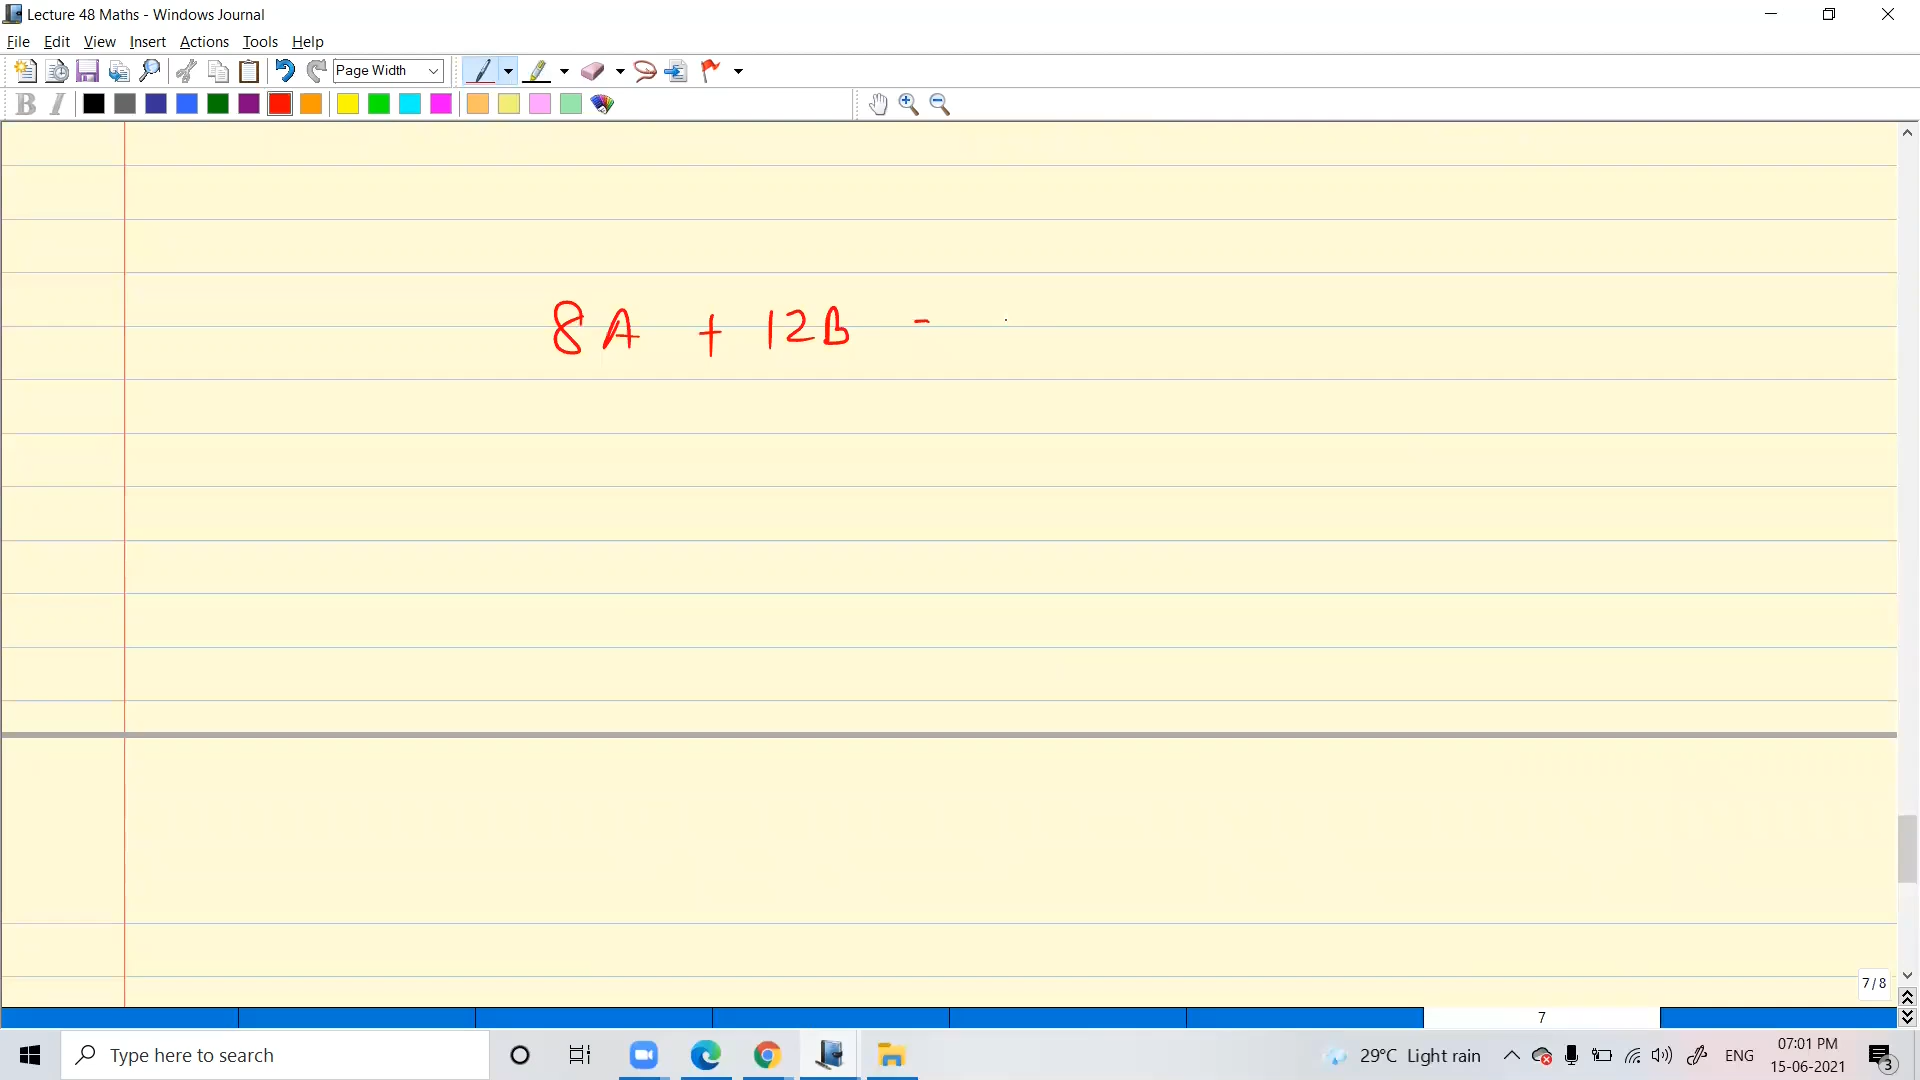 Lecture 48 Maths - Windows Journal
File Edit View Insert Actions Tools Help
Page Width
B I
8A + 12B -
7 / 8
7
Type here to search
29°C Light rain
ENG
07:01 PM
15-06-2021
3